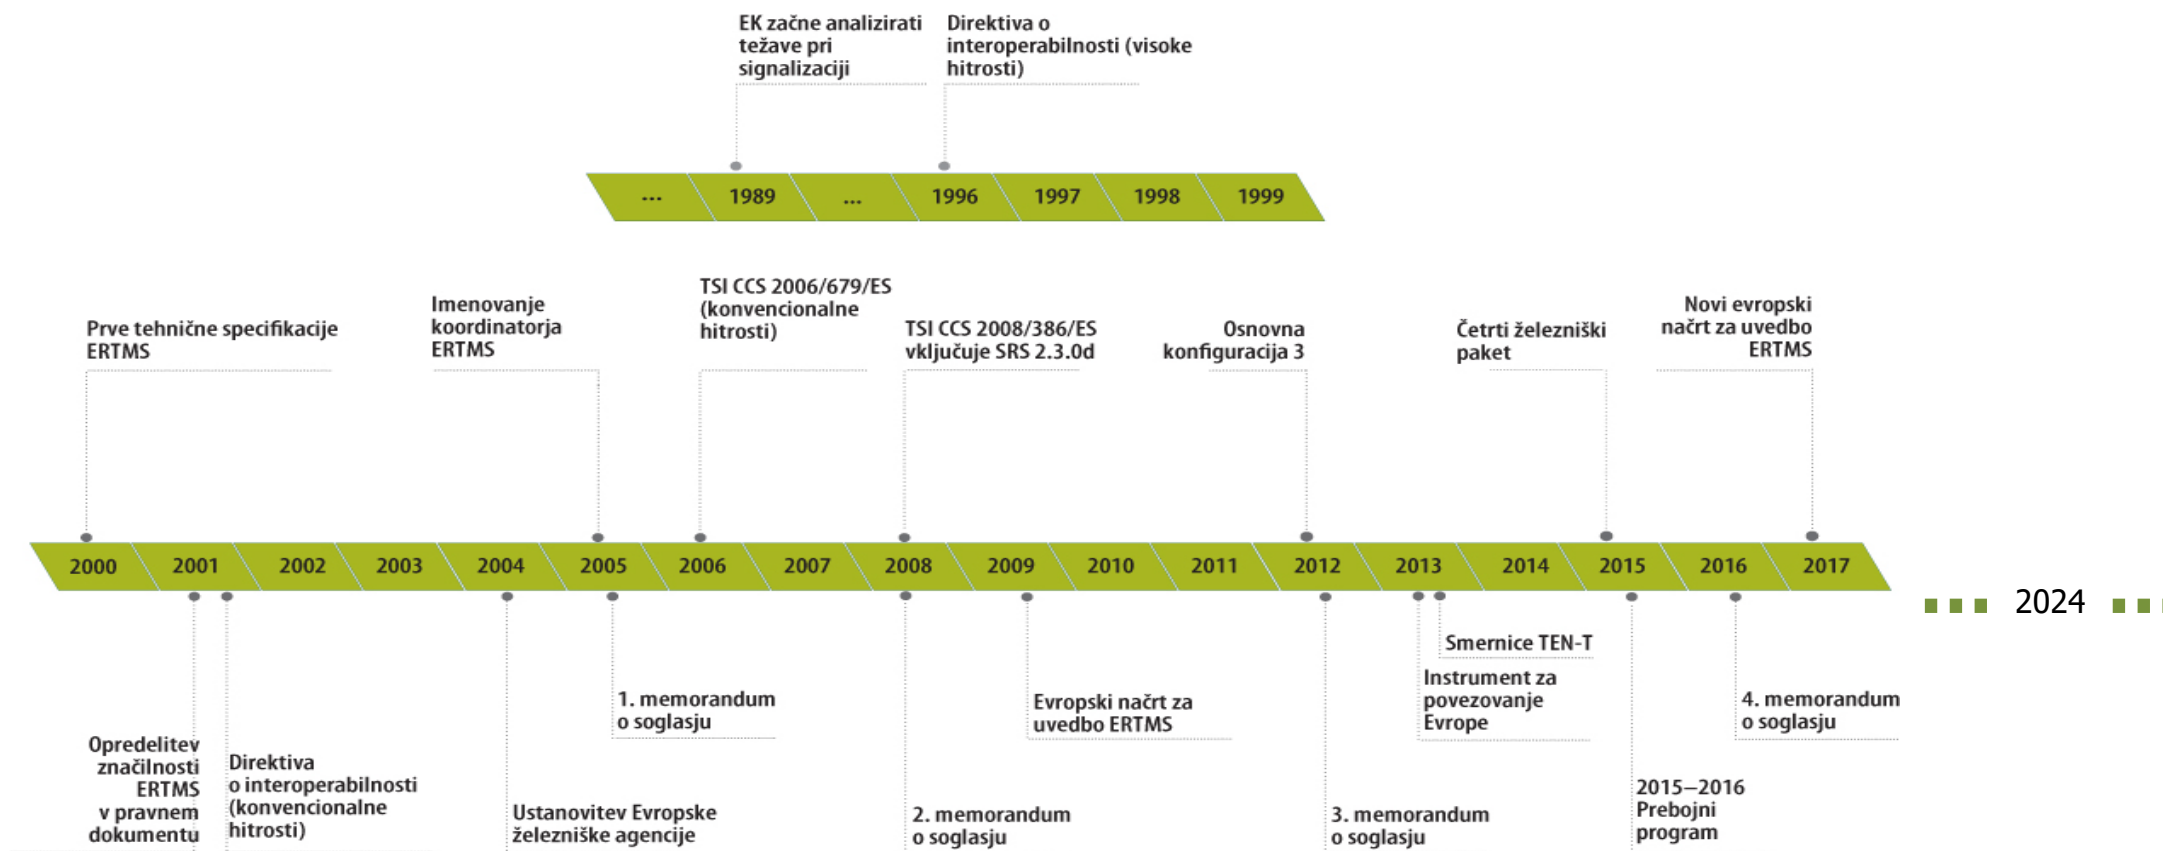 EK začne analizirati
težave pri
signalizaciji
Direktiva o
interoperabilnosti (visoke
hitrosti)
...
1989
...
1996
1997
1998
1999
Prve tehnične specifikacije
ERTMS
Imenovanje
koordinatorja
ERTMS
TSI CCS 2006/679/ES
(konvencionalne
hitrosti)
TSI CCS 2008/386/ES
vključuje SRS 2.3.0d
Osnovna
konfiguracija 3
Četrti železniški
paket
Novi evropski
načrt za uvedbo
ERTMS
2000
2001
2002
2003
2004
2005
2006
2007
2008
2009
2010
2011
2012
2013
2014
2015
2016
2017
2024
Opredelitev
značilnosti
ERTMS
v pravnem
dokumentu
Direktiva
o interoperabilnosti
(konvencionalne
hitrosti)
Ustanovitev Evropske
železniške agencije
1. memorandum
o soglasju
2. memorandum
o soglasju
Evropski načrt za
uvedbo ERTMS
3. memorandum
o soglasju
Smernice TEN-T
Instrument za
povezovanje
Evrope
2015–2016
Prebojni
program
4. memorandum
o soglasju